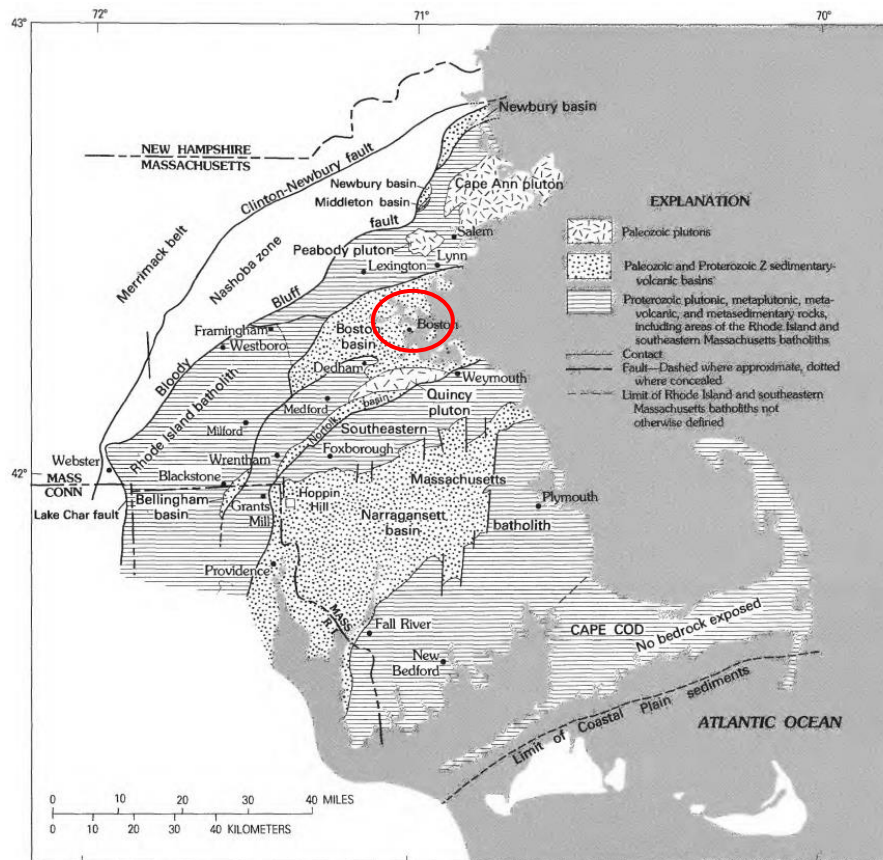 72°
71°
70°
43°
Newbury basin
NEW HAMPSHIRE
MASSACHUSETTS
Clinton-Newbury fault
Newbury basin
Middleton basin
Cape Ann pluton
EXPLANATION
Paleozoic plutons
Paleozoic and Proterozoic Z sedimentary-
volcanic basins
Proterozoic plutonic, metaplutonic, meta-
volcanic, and metasedimentary rocks,
including areas of the Rhode Island and
southeastern Massachusetts batholiths
Contact
Fault—Dashed where approximate, dotted
where concealed
Limit of Rhode Island and southeastern
Massachusetts batholiths not
otherwise defined
Merrimack belt
Nashoba zone
Bloody Bluff fault
Salem
Peabody pluton
Lynn
Lexington
Framingham
Westboro
Boston
basin
Boston
Dedham
Weymouth
Rhode Island batholith
Medford
Norfolk basin
Quincy
pluton
Milford
Southeastern
Wrentham
Foxborough
Webster
42°
MASS
CONN
Blackstone
Massachusetts
Lake Char fault
Bellingham
basin
Grants
Mill
Hoppin
Hill
Narragansett
basin
Plymouth
batholith
Providence
MASS
R.I.
Fall River
CAPE COD
No bedrock exposed
New
Bedford
Limit of Coastal Plain sediments
ATLANTIC OCEAN
0 10 20 30 40 MILES
0 10 20 30 40 KILOMETERS